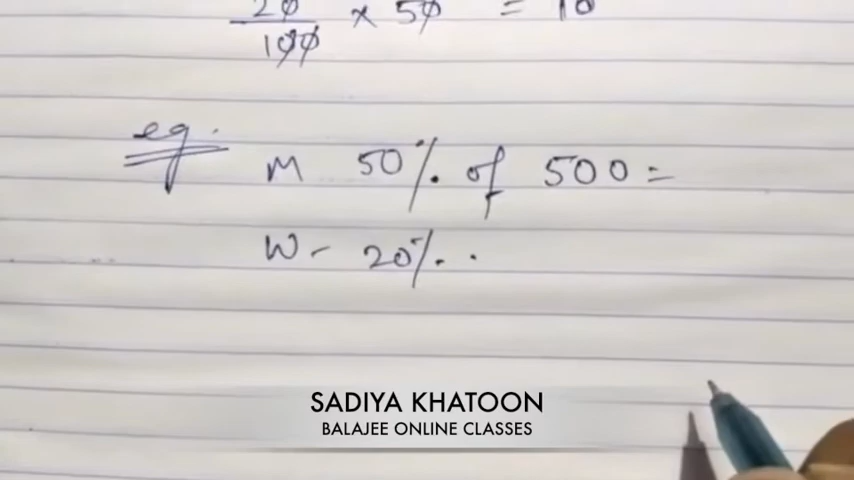 20/100 × 50 = 10
eg.
M 50% of 500 =
W - 20%.
SADIYA KHATOON
BALAJEE ONLINE CLASSES